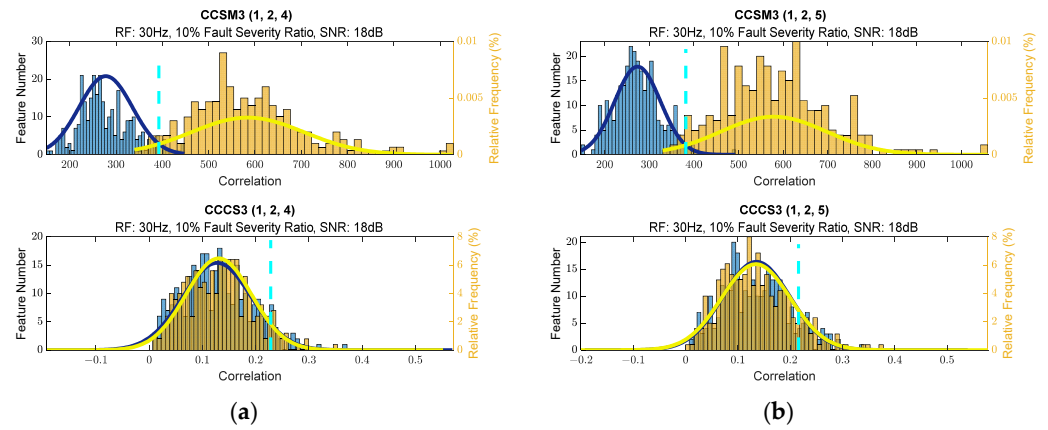 CCSM3 (1, 2, 4)
RF: 30Hz, 10% Fault Severity Ratio, SNR: 18dB
Feature Number
30
20
10
0
200 300 400 500 600 700 800 900 1000
Correlation
0.01
0.005
0
Relative Frequency (%)
CCSM3 (1, 2, 5)
RF: 30Hz, 10% Fault Severity Ratio, SNR: 18dB
Feature Number
20
15
10
5
0
200 300 400 500 600 700 800 900 1000
Correlation
0.01
0.005
0
Relative Frequency (%)
CCCS3 (1, 2, 4)
RF: 30Hz, 10% Fault Severity Ratio, SNR: 18dB
Feature Number
20
15
10
5
0
−0.1 0 0.1 0.2 0.3 0.4 0.5
Correlation
8
6
4
2
0
Relative Frequency (%)
CCCS3 (1, 2, 5)
RF: 30Hz, 10% Fault Severity Ratio, SNR: 18dB
Feature Number
20
15
10
5
0
−0.2 −0.1 0 0.1 0.2 0.3 0.4 0.5
Correlation
8
6
4
2
0
Relative Frequency (%)
(a)
(b)